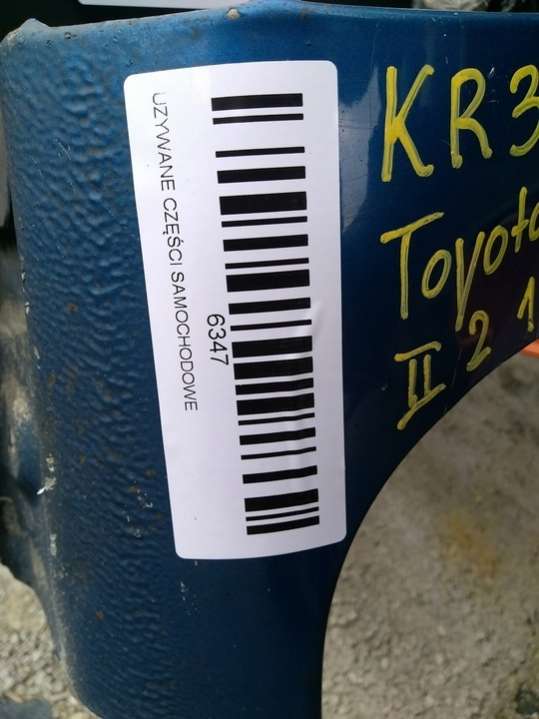 UŻYWANE CZĘŚCI SAMOCHODOWE
6347
KR3
Toyota
II 2 1